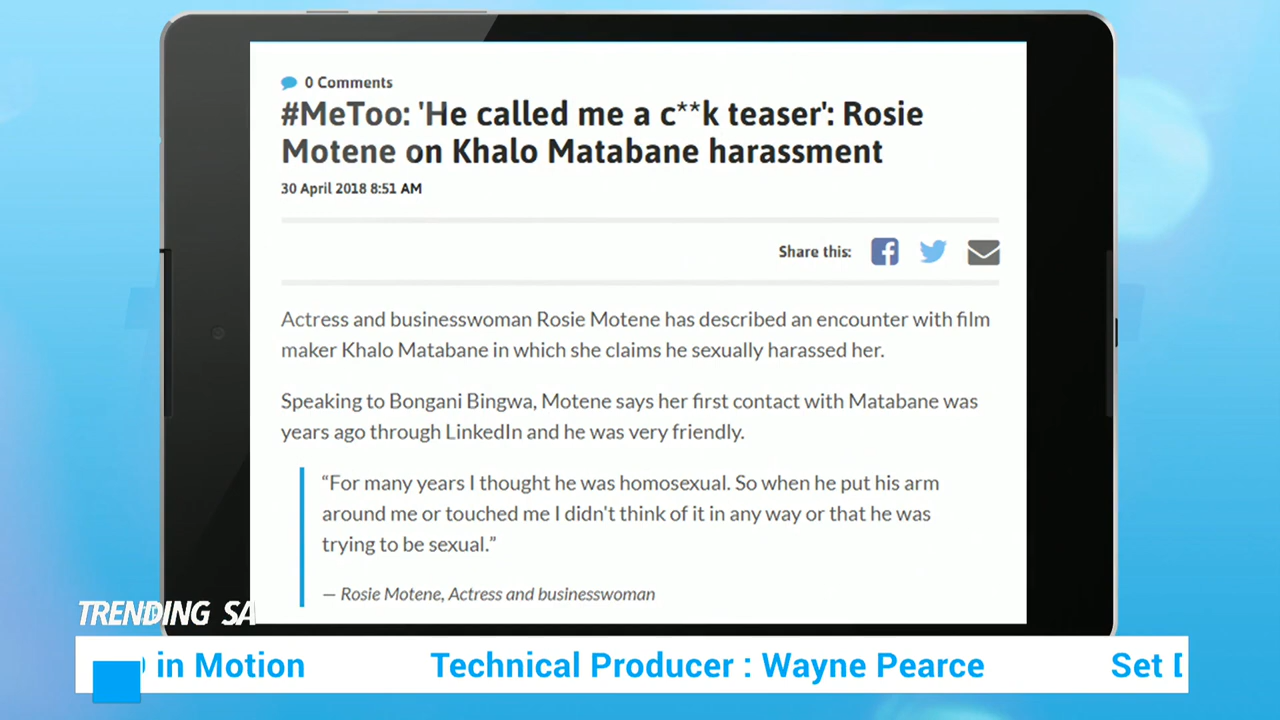 0 Comments
#MeToo: 'He called me a c**k teaser': Rosie
Motene on Khalo Matabane harassment
30 April 2018 8:51 AM
Share this:
Actress and businesswoman Rosie Motene has described an encounter with film
maker Khalo Matabane in which she claims he sexually harassed her.
Speaking to Bongani Bingwa, Motene says her first contact with Matabane was
years ago through LinkedIn and he was very friendly.
“For many years I thought he was homosexual. So when he put his arm
around me or touched me I didn't think of it in any way or that he was
trying to be sexual.”
— Rosie Motene, Actress and businesswoman
TRENDING SA
in Motion Technical Producer : Wayne Pearce Set